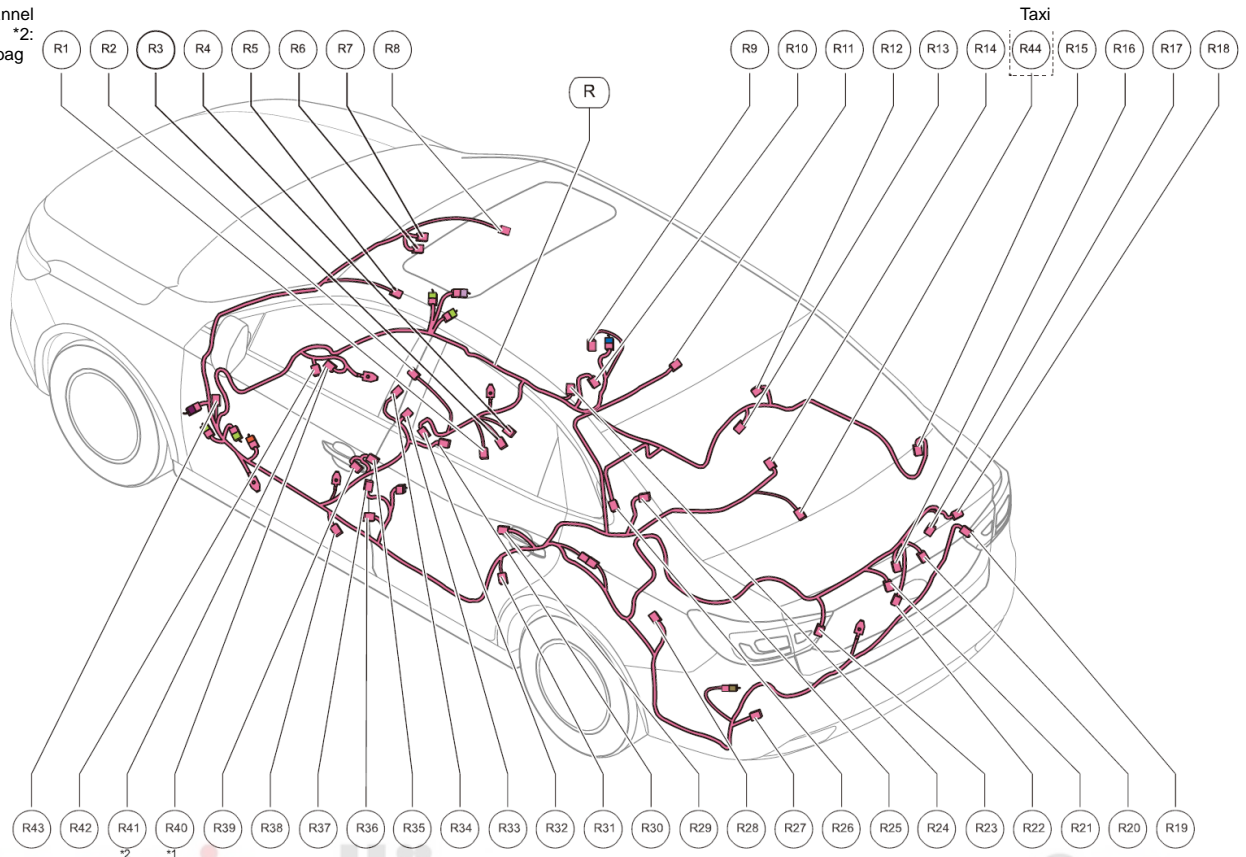 nnel
Taxi
*2:
bag
R1 R2 R3 R4 R5 R6 R7 R8 R9 R10 R11 R12 R13 R14 R44 R15 R16 R17 R18
R
R43 R42 R41 R40 R39 R38 R37 R36 R35 R34 R33 R32 R31 R30 R29 R28 R27 R26 R25 R24 R23 R22 R21 R20 R19
*2 *1